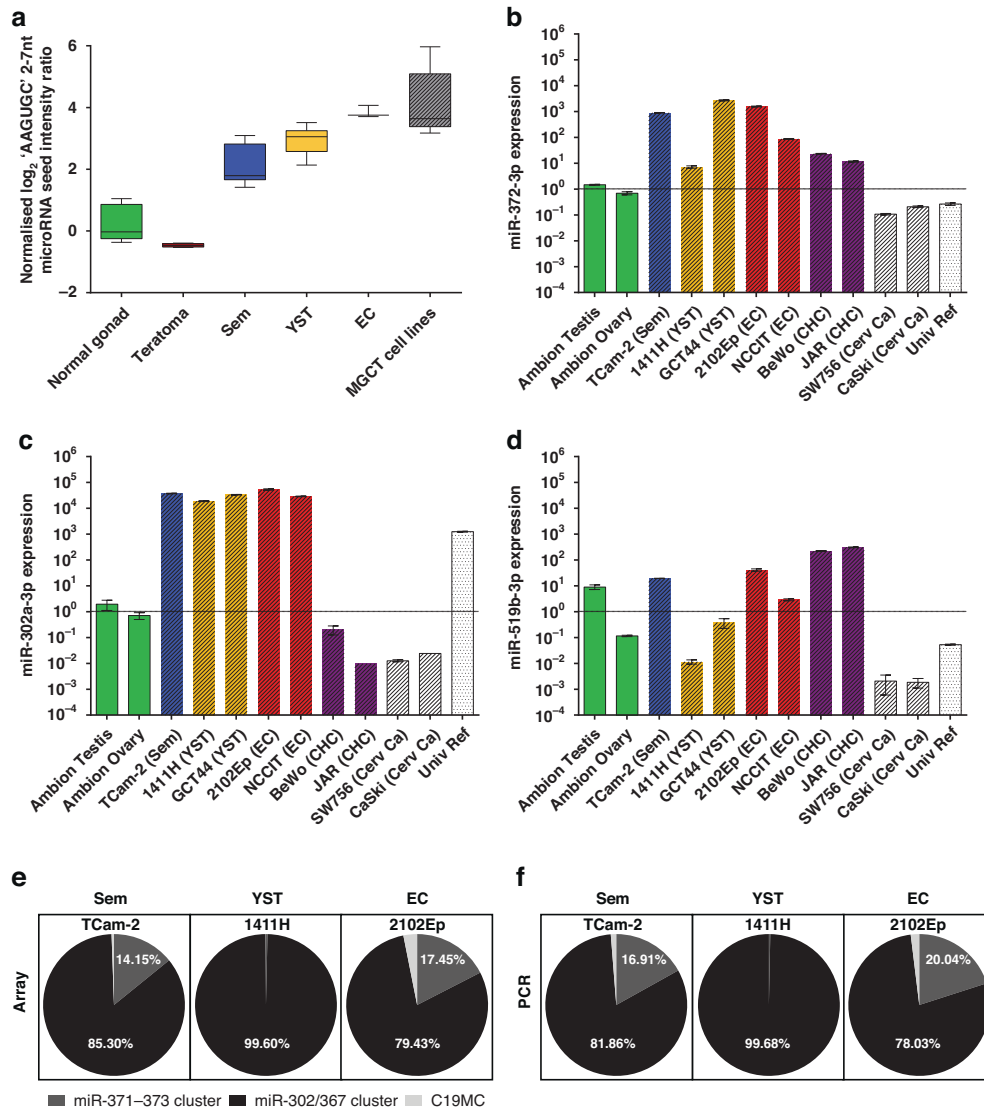 a
Normalised log2 'AAGUGC' 2-7nt
microRNA seed intensity ratio
6
4
2
0
−2
Normal gonad
Teratoma
Sem
YST
EC
MGCT cell lines
b
miR-372-3p expression
10^6
10^5
10^4
10^3
10^2
10^1
10^0
10^−1
10^−2
10^−3
10^−4
Ambion Testis
Ambion Ovary
TCam-2 (Sem)
1411H (YST)
GCT44 (YST)
2102Ep (EC)
NCCIT (EC)
BeWo (CHC)
JAR (CHC)
SW756 (Cerv Ca)
CaSki (Cerv Ca)
Univ Ref
c
miR-302a-3p expression
10^6
10^5
10^4
10^3
10^2
10^1
10^0
10^−1
10^−2
10^−3
10^−4
Ambion Testis
Ambion Ovary
TCam-2 (Sem)
1411H (YST)
GCT44 (YST)
2102Ep (EC)
NCCIT (EC)
BeWo (CHC)
JAR (CHC)
SW756 (Cerv Ca)
CaSki (Cerv Ca)
Univ Ref
d
miR-519b-3p expression
10^6
10^5
10^4
10^3
10^2
10^1
10^0
10^−1
10^−2
10^−3
10^−4
Ambion Testis
Ambion Ovary
TCam-2 (Sem)
1411H (YST)
GCT44 (YST)
2102Ep (EC)
NCCIT (EC)
BeWo (CHC)
JAR (CHC)
SW756 (Cerv Ca)
CaSki (Cerv Ca)
Univ Ref
e
Sem YST EC
Array
TCam-2 1411H 2102Ep
14.15% 17.45%
85.30% 99.60% 79.43%
f
Sem YST EC
PCR
TCam-2 1411H 2102Ep
16.91% 20.04%
81.86% 99.68% 78.03%
miR-371–373 cluster miR-302/367 cluster C19MC